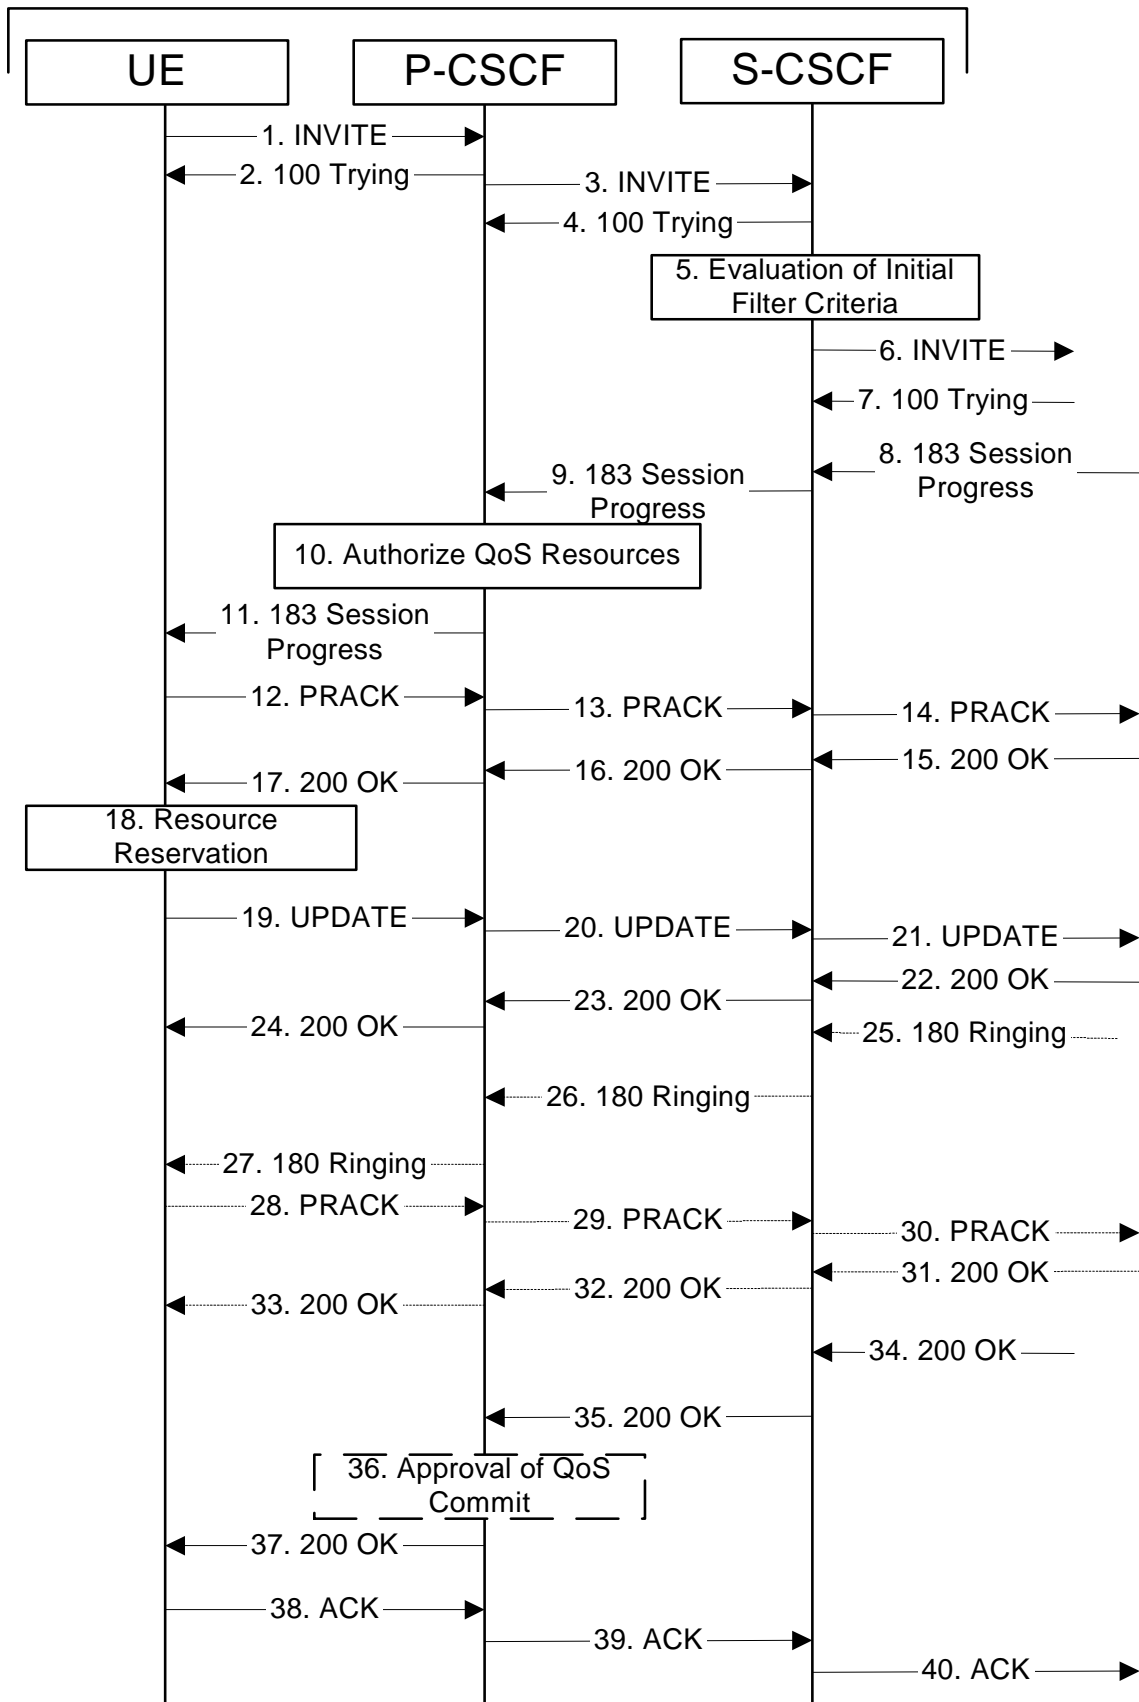 UE
P-CSCF
S-CSCF
1. INVITE
2. 100 Trying
3. INVITE
4. 100 Trying
5. Evaluation of Initial
Filter Criteria
6. INVITE
7. 100 Trying
8. 183 Session
Progress
9. 183 Session
Progress
10. Authorize QoS Resources
11. 183 Session
Progress
12. PRACK
13. PRACK
14. PRACK
15. 200 OK
16. 200 OK
17. 200 OK
18. Resource
Reservation
19. UPDATE
20. UPDATE
21. UPDATE
22. 200 OK
23. 200 OK
24. 200 OK
25. 180 Ringing
26. 180 Ringing
27. 180 Ringing
28. PRACK
29. PRACK
30. PRACK
31. 200 OK
32. 200 OK
33. 200 OK
34. 200 OK
35. 200 OK
36. Approval of QoS
Commit
37. 200 OK
38. ACK
39. ACK
40. ACK